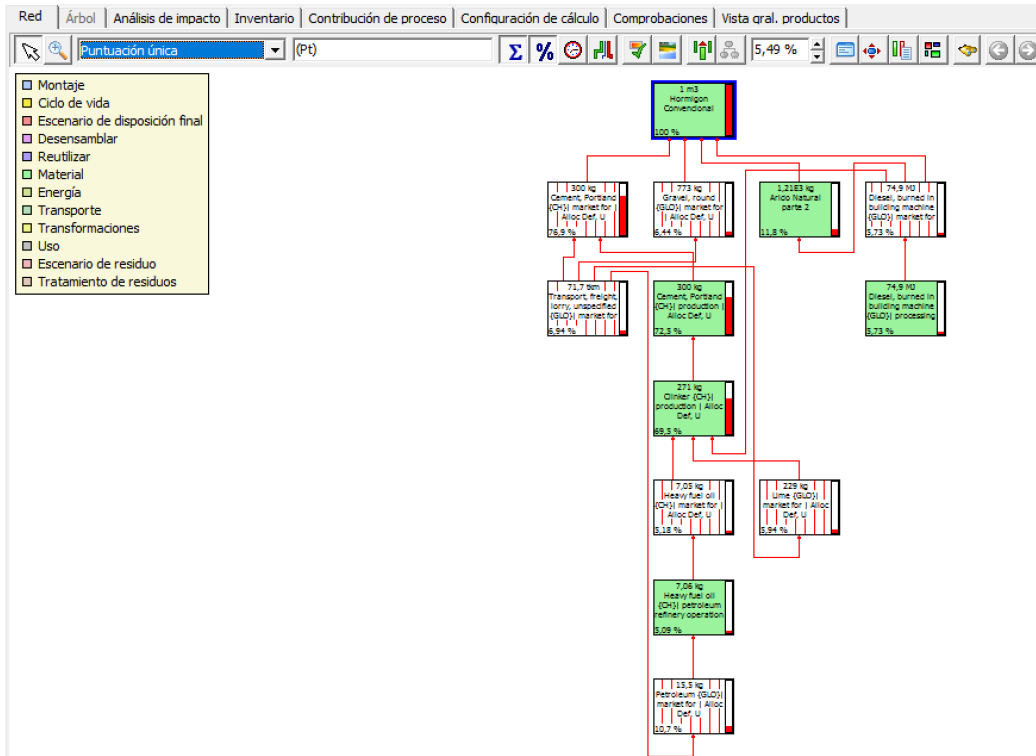 Red
Árbol
Análisis de impacto
Inventario
Contribución de proceso
Configuración de cálculo
Comprobaciones
Vista gral. productos
Puntuación única
(Pt)
Σ
%
5,49 %
Montaje
Ciclo de vida
Escenario de disposición final
Desensamblar
Reutilizar
Material
Energía
Transporte
Transformaciones
Uso
Escenario de residuo
Tratamiento de residuos
1 m3
Hormigon
Convencional
100 %
300 kg
Cement, Portland
{CH}| market for |
Alloc Def, U
76,9 %
773 kg
Gravel, round
{GLO}| market for
| Alloc Def, U
6,44 %
1,21E3 kg
Arido Natural
parte 2
11,8 %
74,9 MJ
Diesel, burned in
building machine
{GLO}| market for
5,73 %
71,7 tkm
Transport, freight,
lorry, unspecified
{GLO}| market for
6,94 %
300 kg
Cement, Portland
{CH}| production |
Alloc Def, U
72,3 %
74,9 MJ
Diesel, burned in
building machine
{GLO}| processing
5,73 %
271 kg
Clinker {CH}|
production | Alloc
Def, U
69,3 %
7,05 kg
Heavy fuel oil
{CH}| market for |
Alloc Def, U
5,18 %
229 kg
Lime {GLO}|
market for | Alloc
Def, U
5,94 %
7,06 kg
Heavy fuel oil
{CH}| petroleum
refinery operation
5,09 %
15,5 kg
Petroleum {GLO}|
market for | Alloc
Def, U
10,7 %